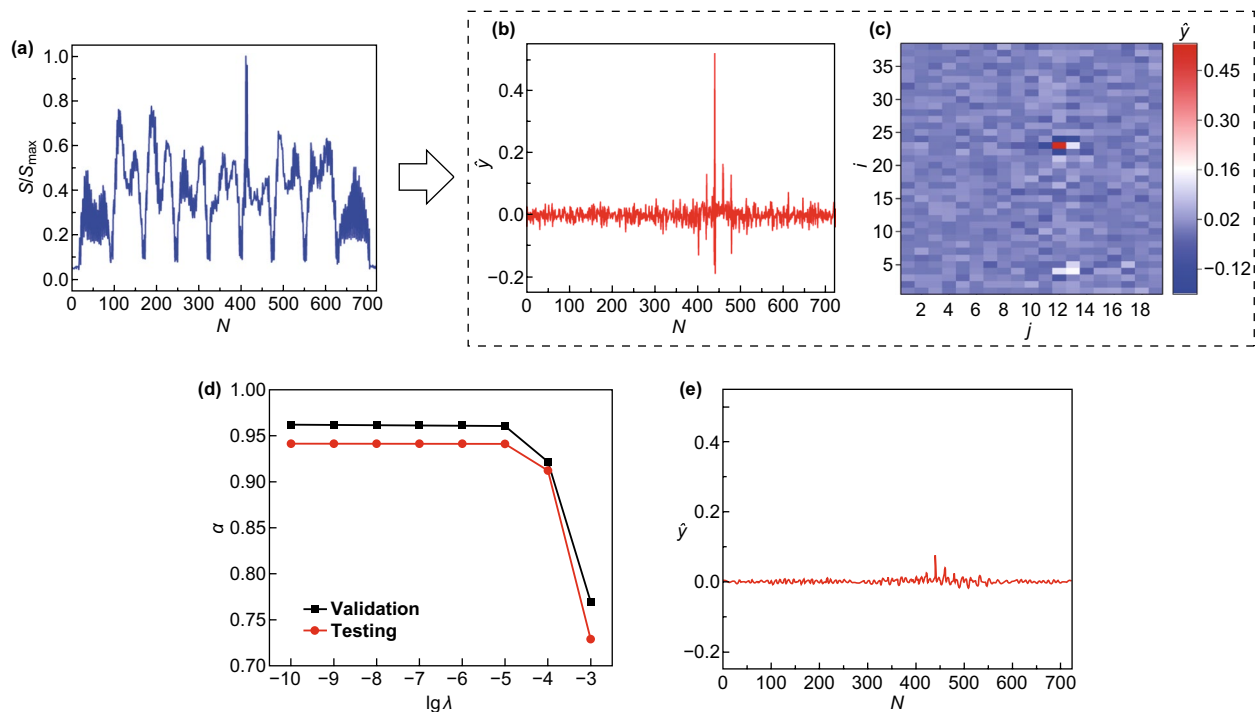 (a)
S/Smax
1.0
0.8
0.6
0.4
0.2
0.0
0 100 200 300 400 500 600 700
N
(b)
ŷ
0.4
0.2
0.0
−0.2
0 100 200 300 400 500 600 700
N
(c)
i
35
30
25
20
15
10
5
2 4 6 8 10 12 14 16 18
j
ŷ
0.45
0.30
0.16
0.02
−0.12
(d)
α
1.00
0.95
0.90
0.85
0.80
0.75
0.70
Validation
Testing
−10 −9 −8 −7 −6 −5 −4 −3
lg λ
(e)
ŷ
0.4
0.2
0.0
−0.2
0 100 200 300 400 500 600 700
N